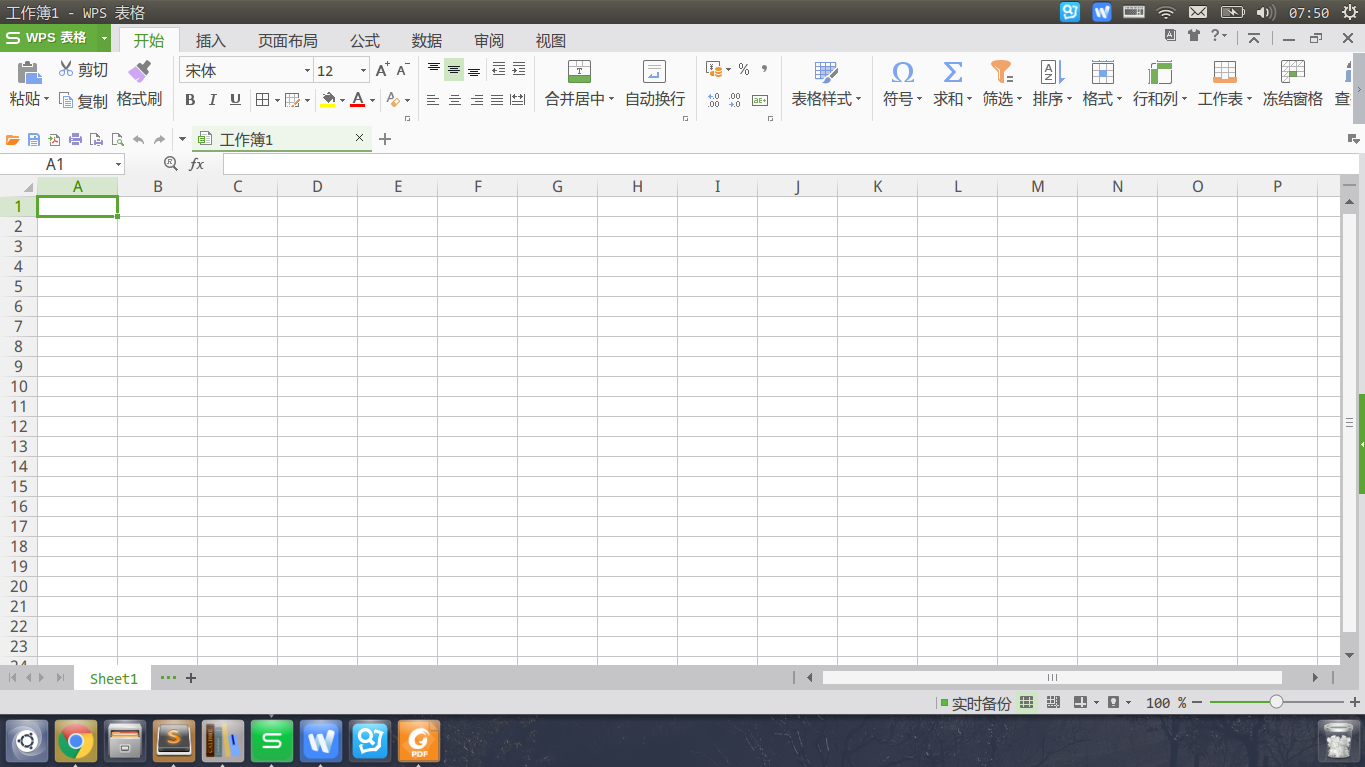 工作簿1 - WPS 表格
07:50
WPS 表格
开始 插入 页面布局 公式 数据 审阅 视图
剪切
宋体 12
粘贴 复制 格式刷
B I U A
合并居中 自动换行
表格样式 符号 求和 筛选 排序 格式 行和列 工作表 冻结窗格
工作簿1
A1 fx
A B C D E F G H I J K L M N O P
1
2
3
4
5
6
7
8
9
10
11
12
13
14
15
16
17
18
19
20
21
22
23
24
Sheet1
实时备份 100 %
PDF